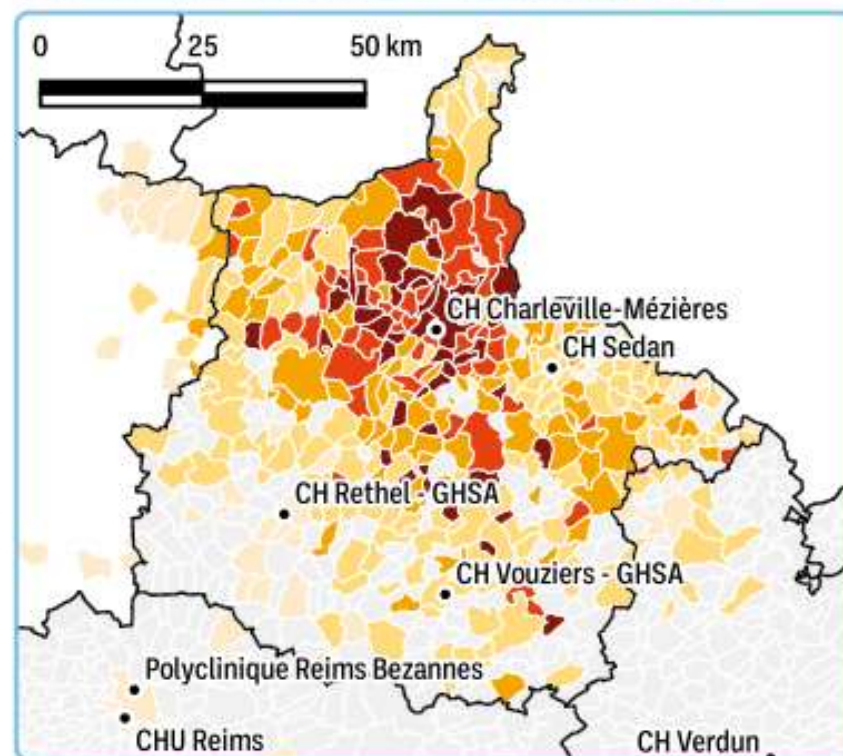 0 25 50 km
CH Charleville-Mézières
CH Sedan
CH Rethel - GHSA
CH Vouziers - GHSA
Polyclinique Reims Bezannes
CHU Reims
CH Verdun